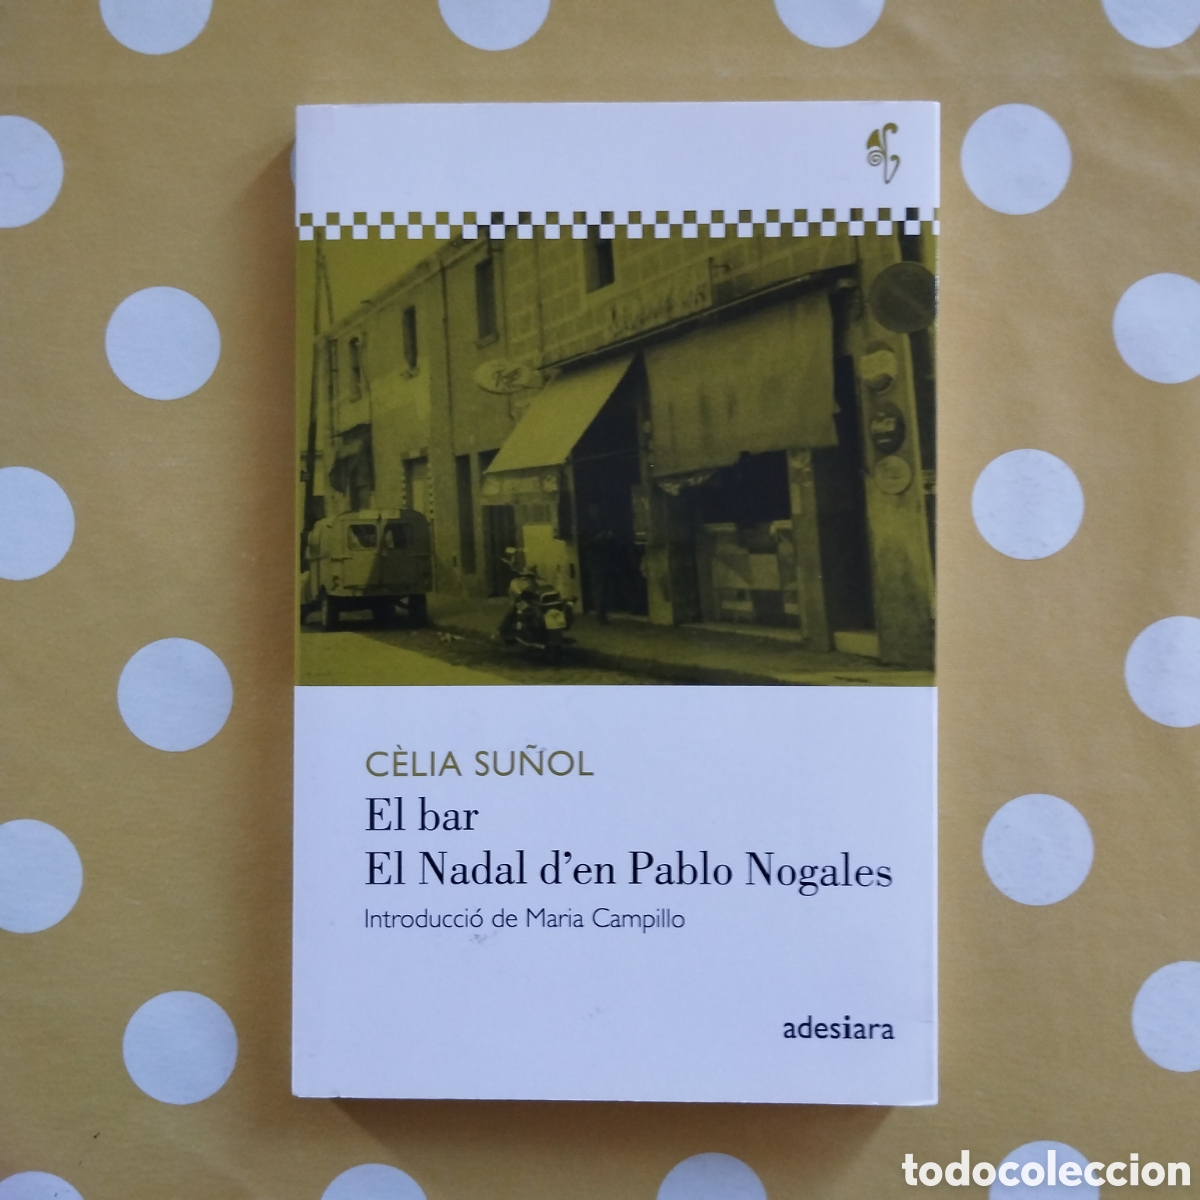 CÈLIA SUÑOL
El bar
El Nadal d'en Pablo Nogales
Introducció de Maria Campillo
adesiara
todocoleccion